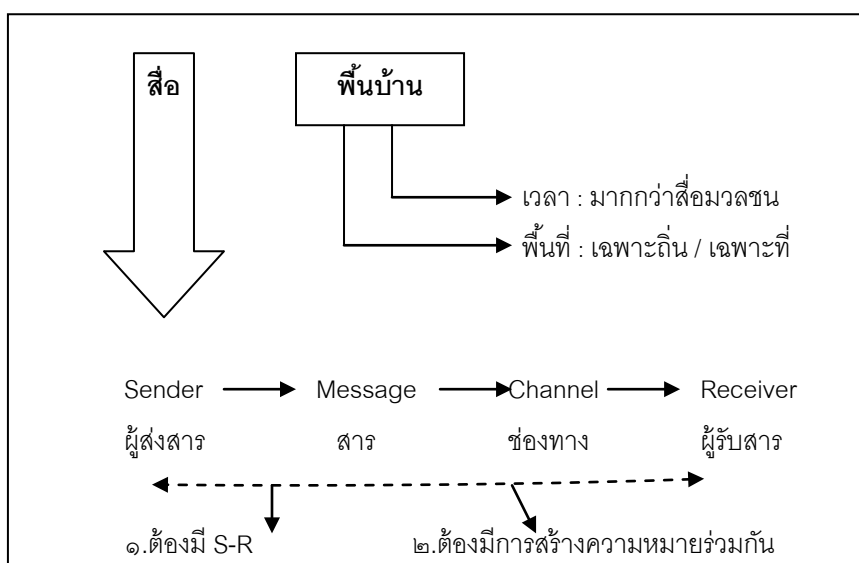 สื่อ พื้นบ้าน
เวลา : มากกว่าสื่อมวลชน
พื้นที่ : เฉพาะถิ่น / เฉพาะที่
Sender Message Channel Receiver
ผู้ส่งสาร สาร ช่องทาง ผู้รับสาร
๑.ต้องมี S-R ๒.ต้องมีการสร้างความหมายร่วมกัน